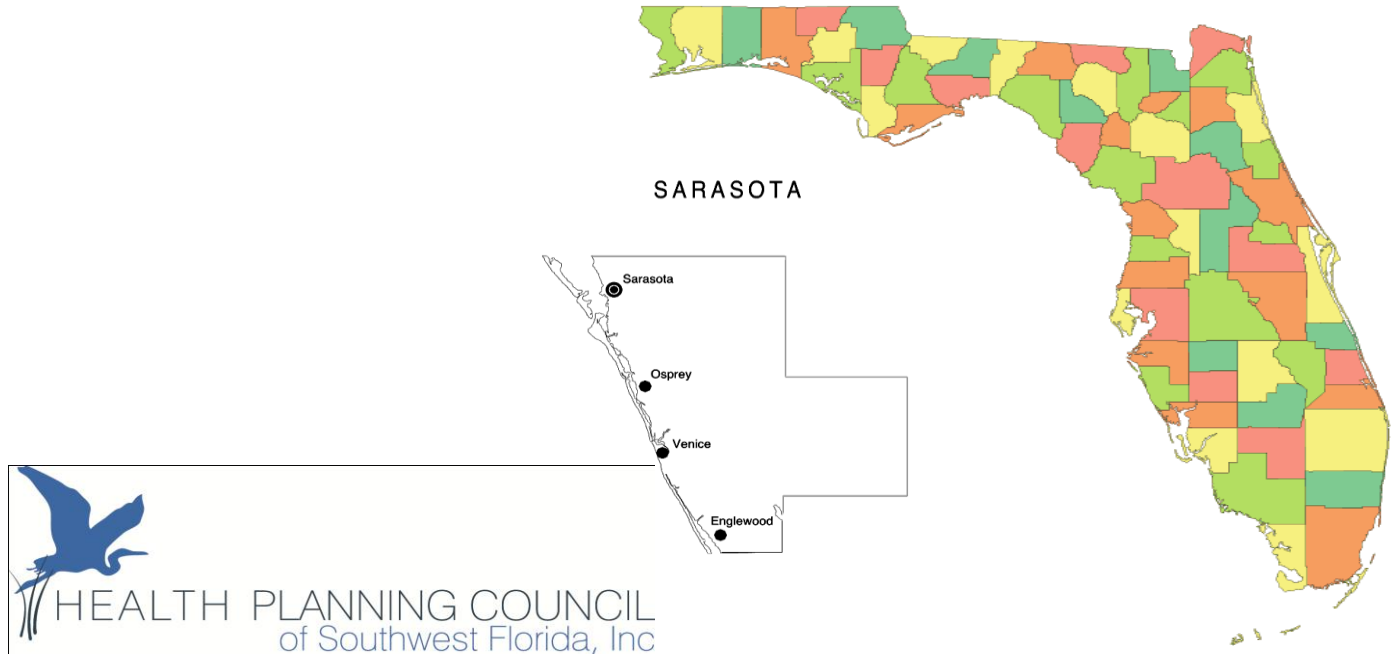 SARASOTA
Sarasota
Osprey
Venice
Englewood
HEALTH PLANNING COUNCIL
of Southwest Florida, Inc